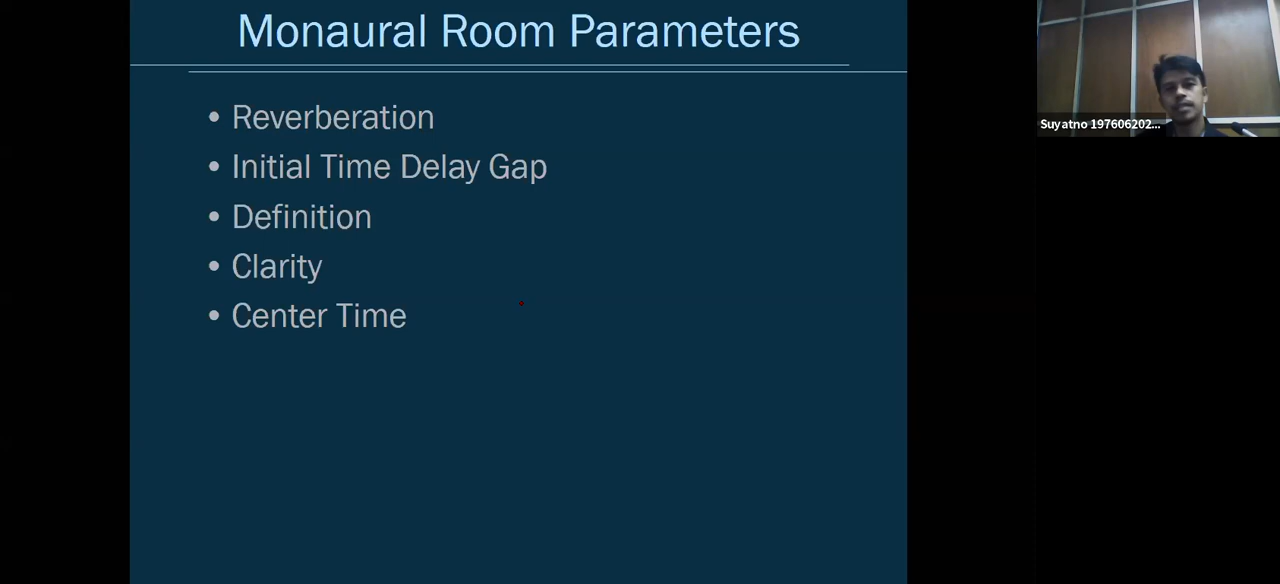 Monaural Room Parameters
• Reverberation
• Initial Time Delay Gap
• Definition
• Clarity
• Center Time
Suyatno 197606202...